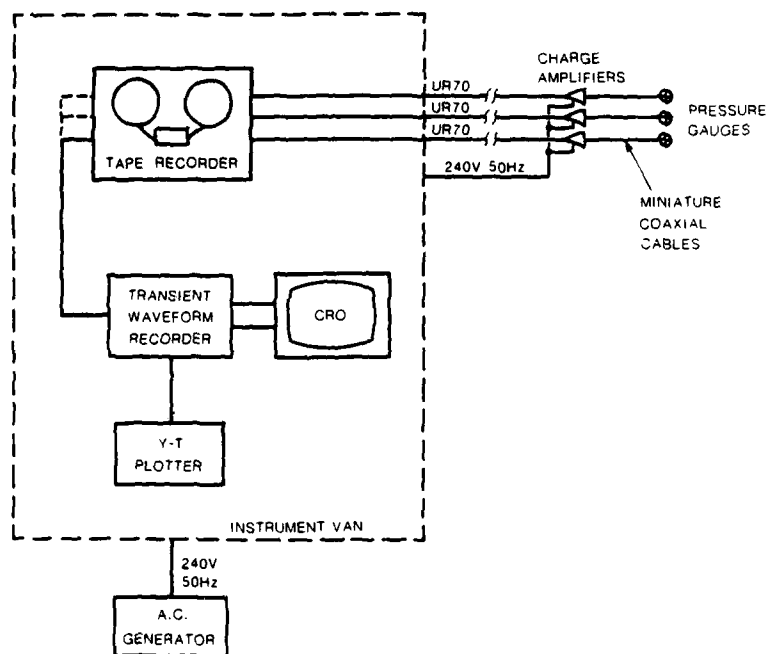 CHARGE
AMPLIFIERS
UR70
UR70
UR70
PRESSURE
GAUGES
TAPE RECORDER
240V 50Hz
MINIATURE
COAXIAL
CABLES
TRANSIENT
WAVEFORM
RECORDER
CRO
Y-T
PLOTTER
INSTRUMENT VAN
240V
50Hz
A.C.
GENERATOR